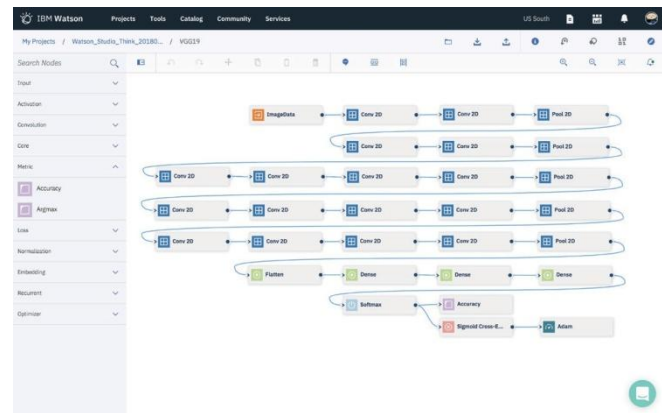 IBM Watson Projects Tools Catalog Community Services US South
My Projects / Watson_Studio_Think_20180... / VGG19
Search Nodes
Input
Activation
Convolution
Core
Metric
Accuracy
Argmax
Loss
Normalization
Embedding
Recurrent
Optimizer
ImageData Conv 2D Conv 2D Pool 2D
Conv 2D Conv 2D Pool 2D
Conv 2D Conv 2D Conv 2D Conv 2D Pool 2D
Conv 2D Conv 2D Conv 2D Conv 2D Pool 2D
Conv 2D Conv 2D Conv 2D Conv 2D Pool 2D
Flatten Dense Dense Dense
Softmax Accuracy
Sigmoid Cross-E... Adam